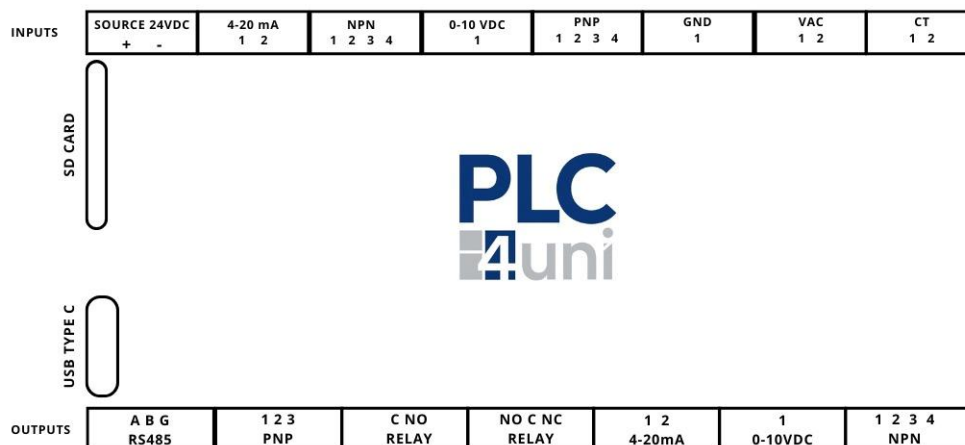 INPUTS
SOURCE 24VDC 4-20 mA NPN 0-10 VDC PNP GND VAC CT
+ - 1 2 1 2 3 4 1 1 2 3 4 1 1 2 1 2
SD CARD
PLC
4uni
USB TYPE C
OUTPUTS
A B G 1 2 3 C NO NO C NC 1 2 1 1 2 3 4
RS485 PNP RELAY RELAY 4-20mA 0-10VDC NPN